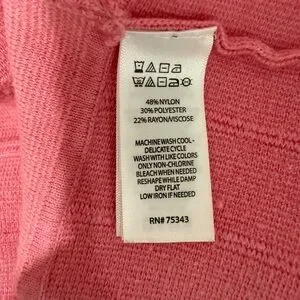 48% NYLON
30% POLYESTER
22% RAYON/VISCOSE
MACHINE WASH COOL -
DELICATE CYCLE
WASH WITH LIKE COLORS
ONLY NON-CHLORINE
BLEACH WHEN NEEDED
RESHAPE WHILE DAMP
DRY FLAT
LOW IRON IF NEEDED
RN# 75343